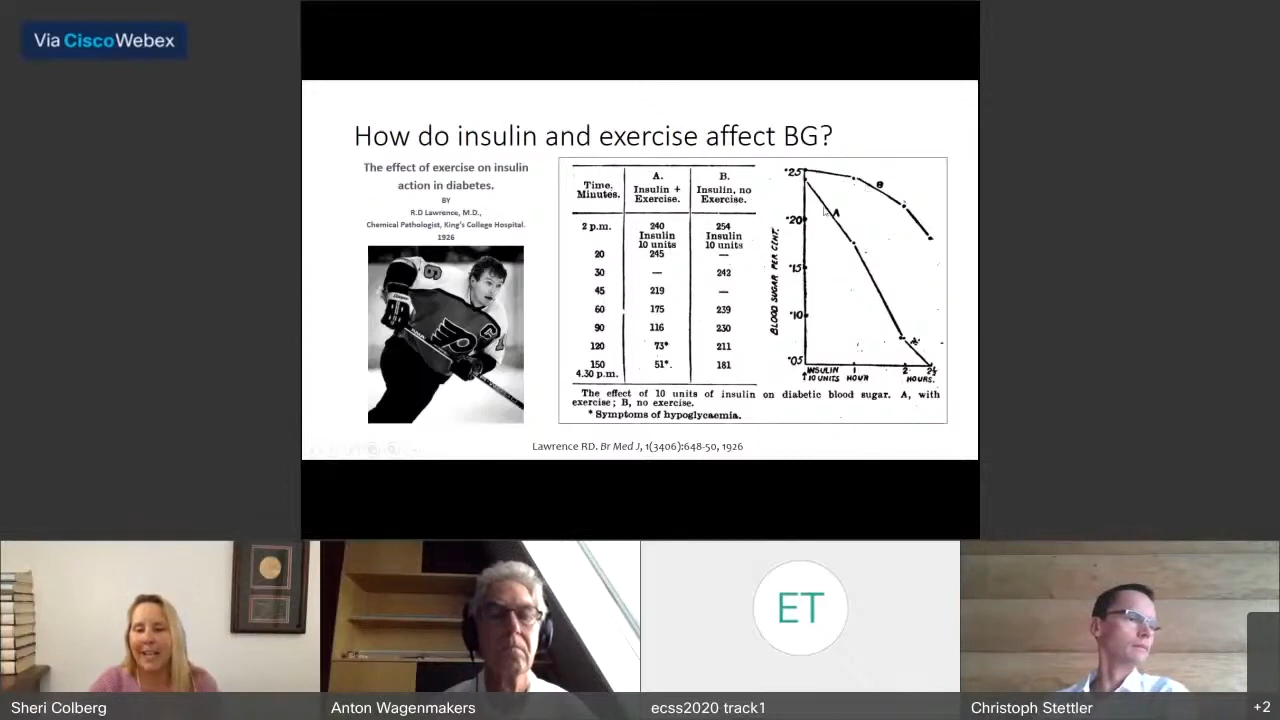 Via CiscoWebex
How do insulin and exercise affect BG?
The effect of exercise on insulin
action in diabetes.
BY
R.D Lawrence, M.D.,
Chemical Pathologist, King's College Hospital.
1926
Time. Minutes. A. Insulin + Exercise. B. Insulin, no Exercise.
2 p.m. 240 Insulin 10 units 254 Insulin 10 units
20 245 —
30 — 242
45 219 —
60 175 239
90 116 230
120 73* 211
150 4.30 p.m. 51*. 181
BLOOD SUGAR PER CENT.
·25
·20
·15
·10
·05
A
B
INSULIN 10 UNITS 1 HOUR 2 HOURS. 2½
The effect of 10 units of insulin on diabetic blood sugar. A, with
exercise; B, no exercise.
* Symptoms of hypoglycaemia.
Lawrence RD. Br Med J, 1(3406):648-50, 1926
ET
Sheri Colberg
Anton Wagenmakers
ecss2020 track1
Christoph Stettler
+2